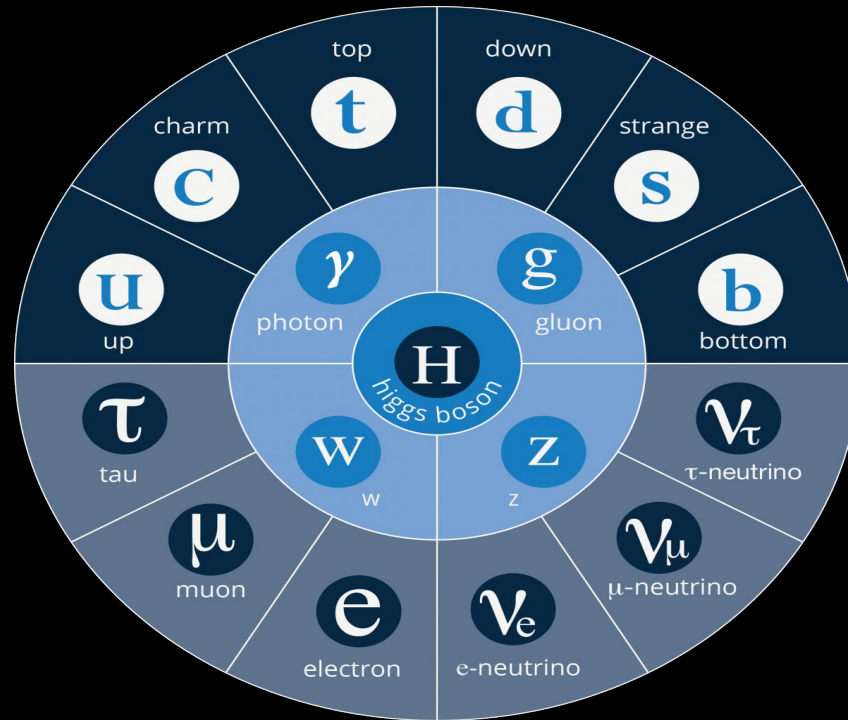 top
t
down
d
charm
c
strange
s
u
up
b
bottom
γ
photon
g
gluon
H
higgs boson
w
w
z
z
τ
tau
ντ
τ-neutrino
μ
muon
νμ
μ-neutrino
e
electron
νe
e-neutrino